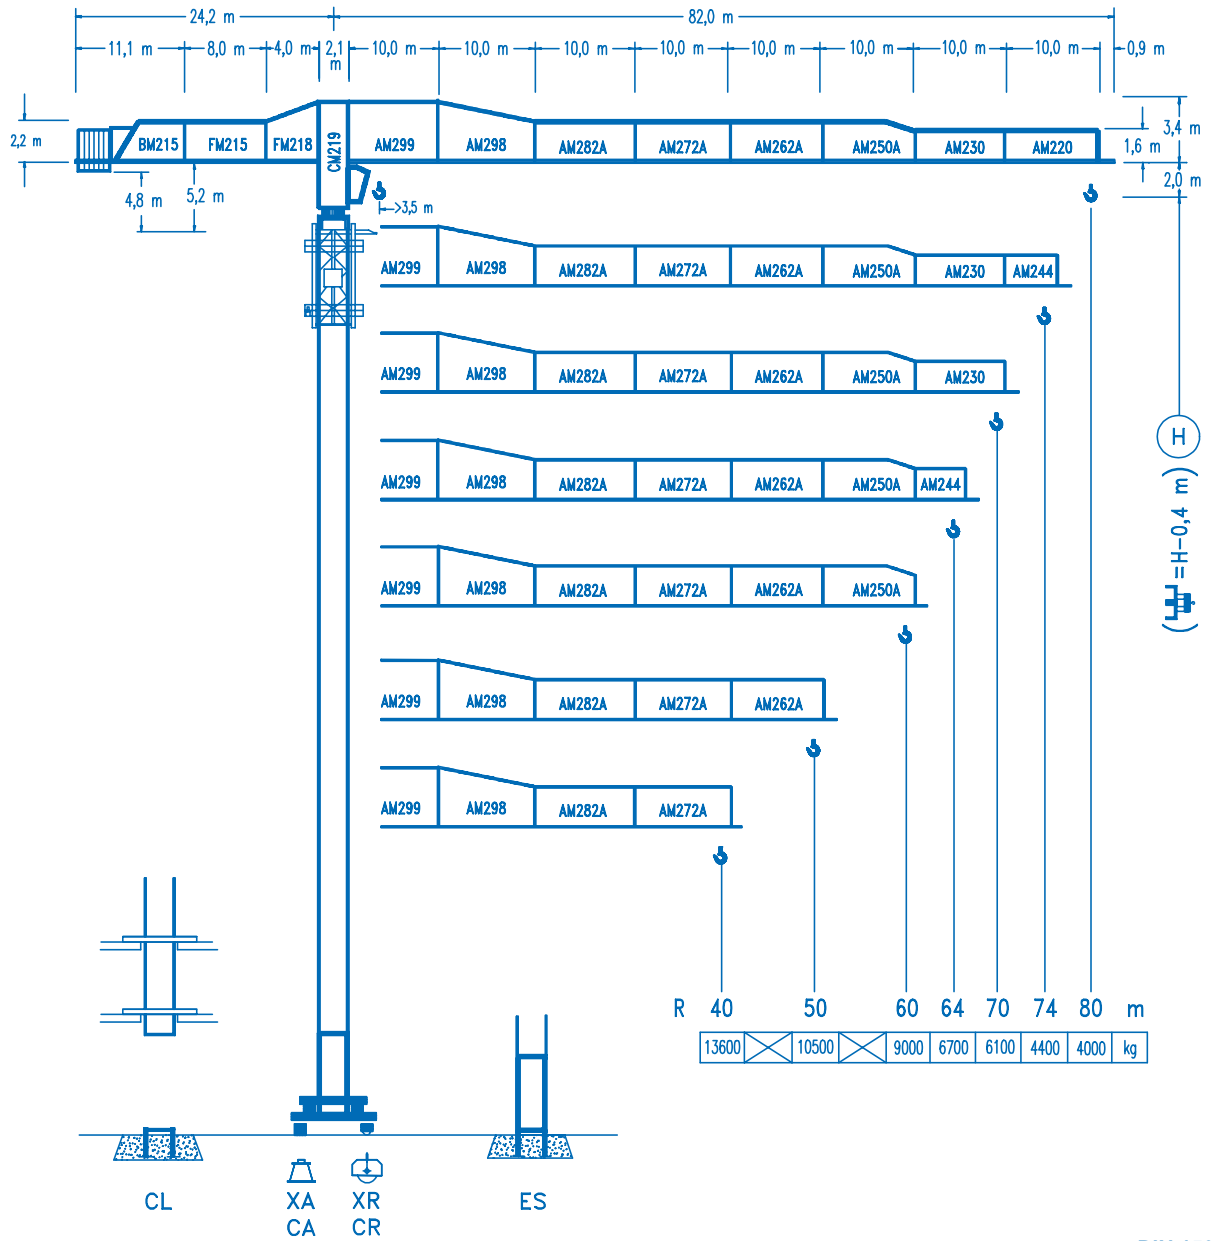 24,2 m 82,0 m
11,1 m 8,0 m 4,0 m 2,1 m 10,0 m 10,0 m 10,0 m 10,0 m 10,0 m 10,0 m 10,0 m 10,0 m 0,9 m
2,2 m BM215 FM215 FM218 CM219 AM299 AM298 AM282A AM272A AM262A AM250A AM230 AM220 1,6 m 3,4 m
4,8 m 5,2 m >3,5 m 2,0 m
AM299 AM298 AM282A AM272A AM262A AM250A AM230 AM244
AM299 AM298 AM282A AM272A AM262A AM250A AM230
H
(=H-0,4 m)
AM299 AM298 AM282A AM272A AM262A AM250A AM244
AM299 AM298 AM282A AM272A AM262A AM250A
AM299 AM298 AM282A AM272A AM262A
AM299 AM298 AM282A AM272A
R 40 50 60 64 70 74 80 m
13600 10500 9000 6700 6100 4400 4000 kg
CL XA XR ES
CA CR